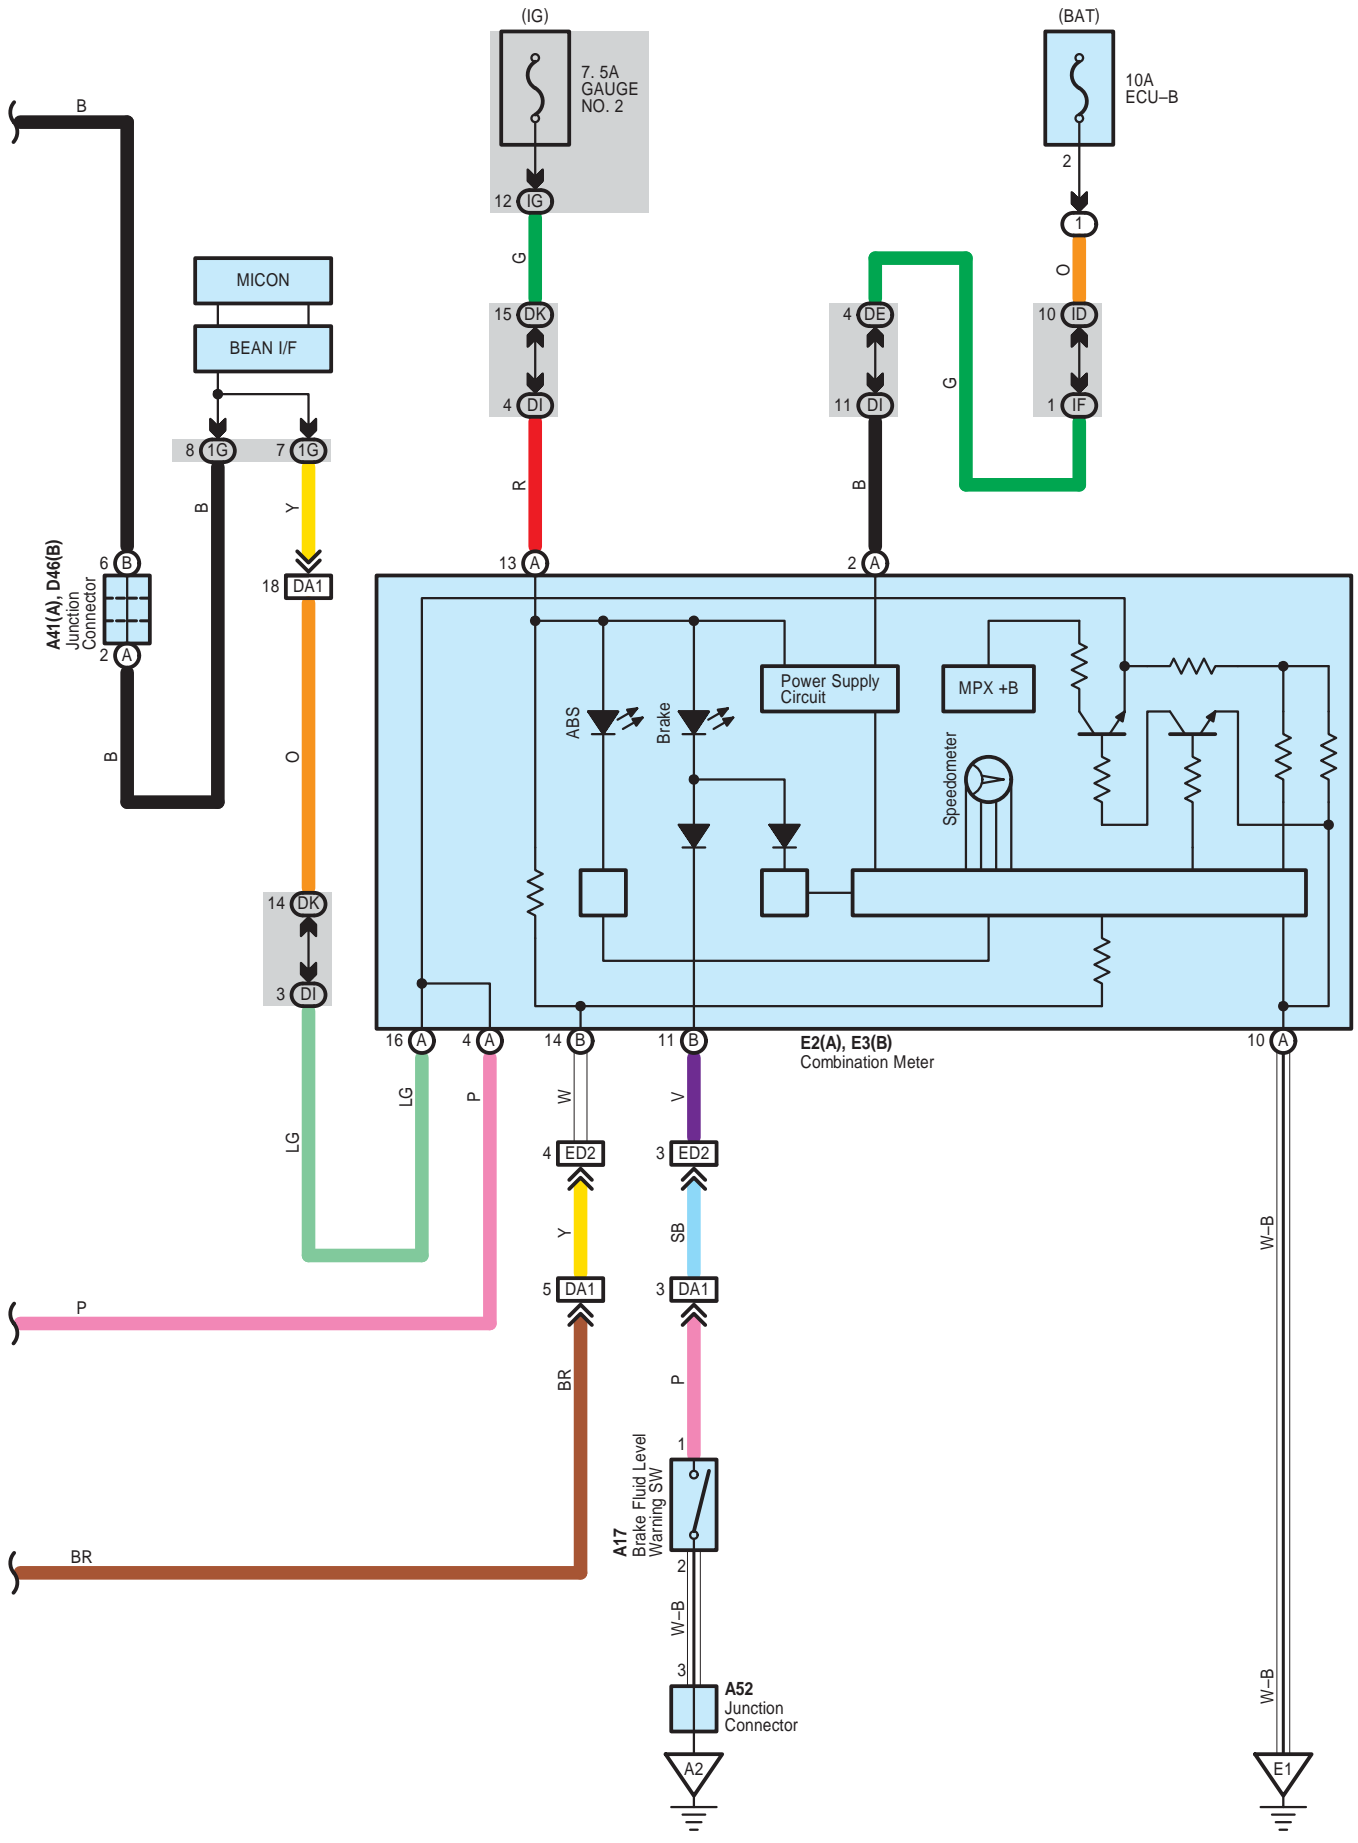 (IG)
(BAT)
7. 5A
GAUGE
NO. 2
10A
ECU–B
B
2
12 IG
1
G
O
MICON
15 DK
4 DE
10 ID
BEAN I/F
G
4 DI
11 DI
1 IF
8 1G
7 1G
B
Y
R
B
6 B
13 A
2 A
A41(A), D46(B)
Junction
Connector
18 DA1
2 A
Power Supply
Circuit
MPX +B
ABS
Brake
Speedometer
B
O
14 DK
3 DI
16 A
4 A
14 B
11 B
E2(A), E3(B)
Combination Meter
10 A
LG
P
W
V
LG
4 ED2
3 ED2
Y
SB
W–B
5 DA1
3 DA1
P
BR
P
1
A17
Brake Fluid Level
Warning SW
BR
2
W–B
3
A52
Junction
Connector
W–B
A2
E1